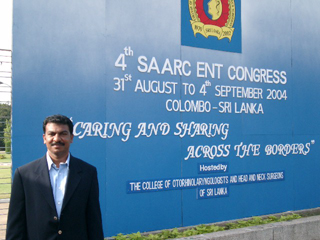 4th SAARC ENT CONGRESS
31st AUGUST TO 4th SEPTEMBER 2004
COLOMBO - SRI LANKA
"CARING AND SHARING
ACROSS THE BORDERS"
Hosted by
THE COLLEGE OF OTORHINOLARYNGOLOGISTS AND HEAD AND NECK SURGEONS
OF SRI LANKA